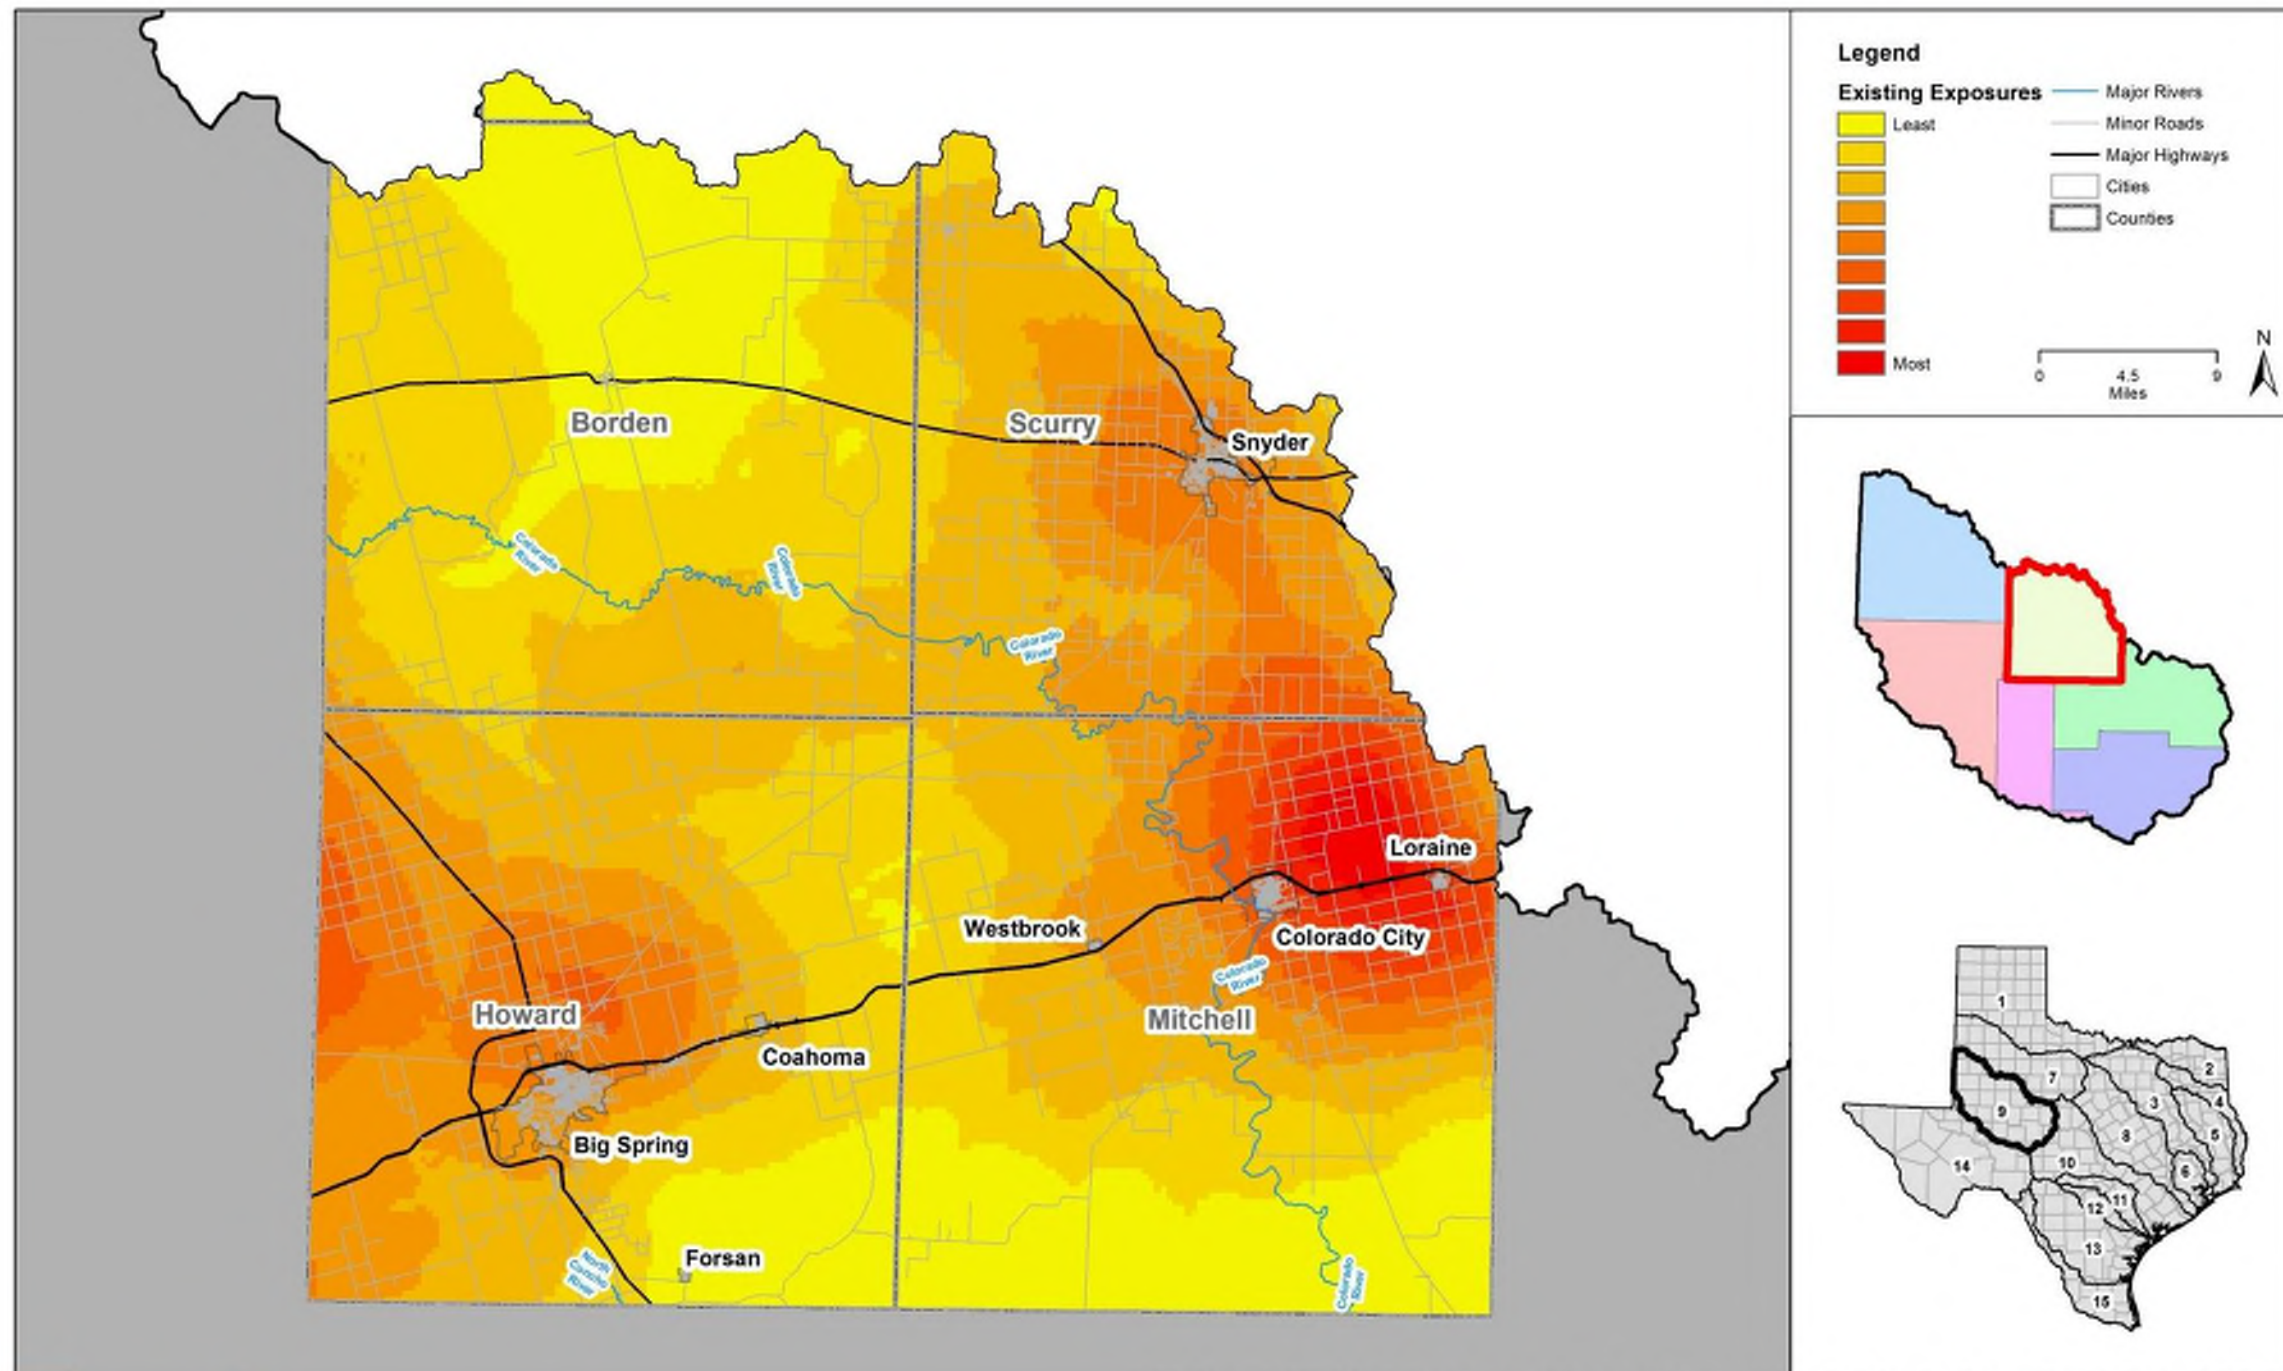 Legend
Existing Exposures
Least
Most
Major Rivers
Minor Roads
Major Highways
Cities
Counties
N
0 4.5 9
Miles
Borden
Scurry
Snyder
Colorado
River
Colorado
River
Colorado
River
Loraine
Westbrook
Colorado City
Colorado
River
Howard
Mitchell
Coahoma
Big Spring
Forsan
North
Concho
River
Colorado
River
1
2
7
3
4
9
8
5
14
10
6
11
12
13
15